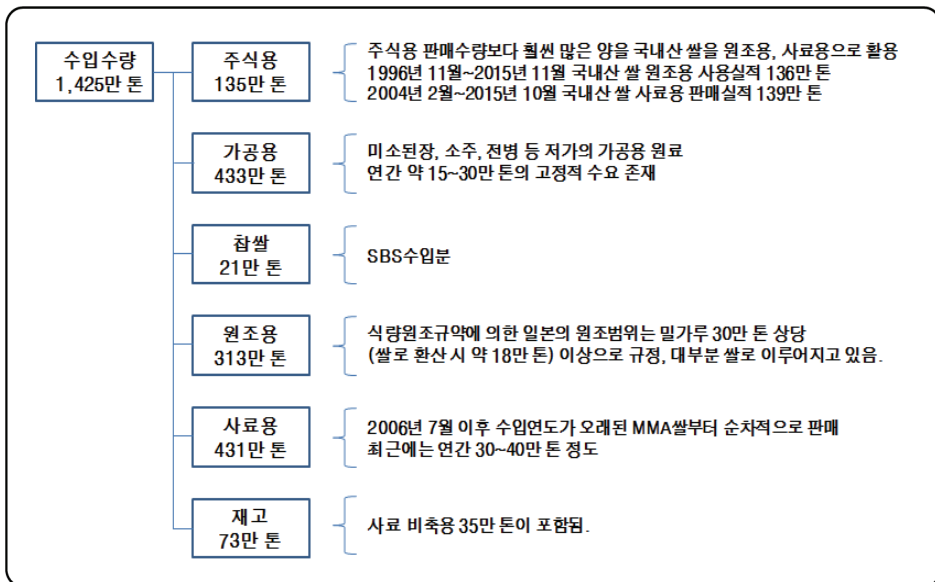 수입수량
1,425만 톤
주식용
135만 톤
주식용 판매수량보다 훨씬 많은 양을 국내산 쌀을 원조용, 사료용으로 활용
1996년 11월~2015년 11월 국내산 쌀 원조용 사용실적 136만 톤
2004년 2월~2015년 10월 국내산 쌀 사료용 판매실적 139만 톤
가공용
433만 톤
미소된장, 소주, 전병 등 저가의 가공용 원료
연간 약 15~30만 톤의 고정적 수요 존재
찹쌀
21만 톤
SBS수입분
원조용
313만 톤
식량원조규약에 의한 일본의 원조범위는 밀가루 30만 톤 상당
(쌀로 환산 시 약 18만 톤) 이상으로 규정, 대부분 쌀로 이루어지고 있음.
사료용
431만 톤
2006년 7월 이후 수입연도가 오래된 MMA쌀부터 순차적으로 판매
최근에는 연간 30~40만 톤 정도
재고
73만 톤
사료 비축용 35만 톤이 포함됨.